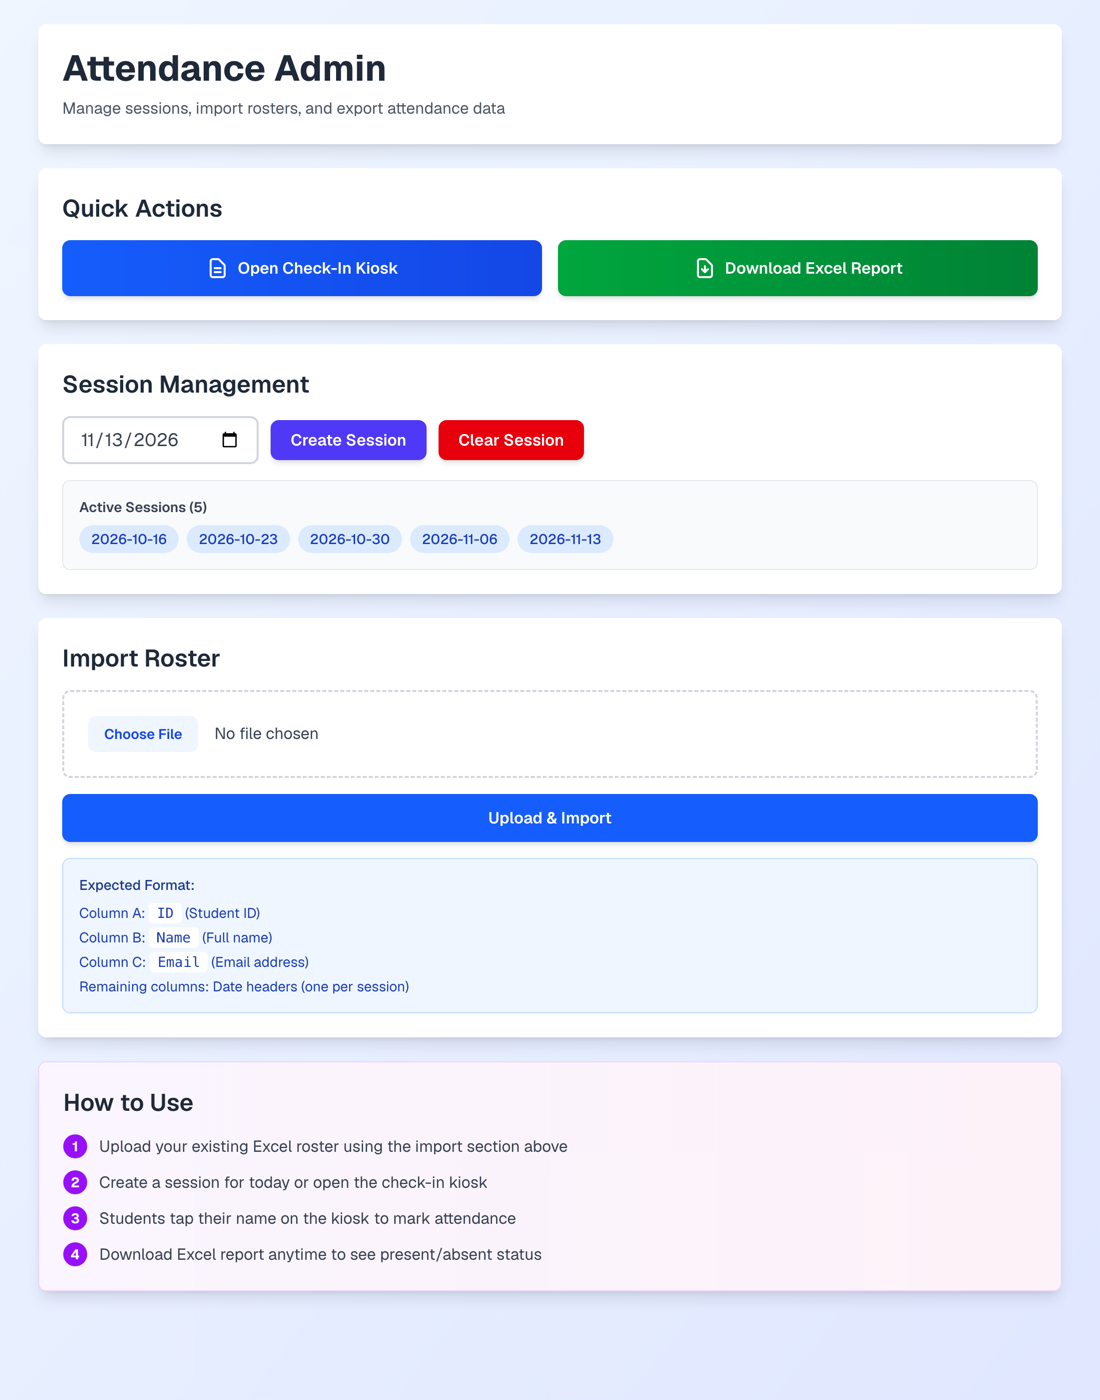 Attendance Admin
Manage sessions, import rosters, and export attendance data
Quick Actions
Open Check-In Kiosk
Download Excel Report
Session Management
11/13/2026
Create Session
Clear Session
Active Sessions (5)
2026-10-16 2026-10-23 2026-10-30 2026-11-06 2026-11-13
Import Roster
Choose File No file chosen
Upload & Import
Expected Format:
Column A: ID (Student ID)
Column B: Name (Full name)
Column C: Email (Email address)
Remaining columns: Date headers (one per session)
How to Use
1 Upload your existing Excel roster using the import section above
2 Create a session for today or open the check-in kiosk
3 Students tap their name on the kiosk to mark attendance
4 Download Excel report anytime to see present/absent status